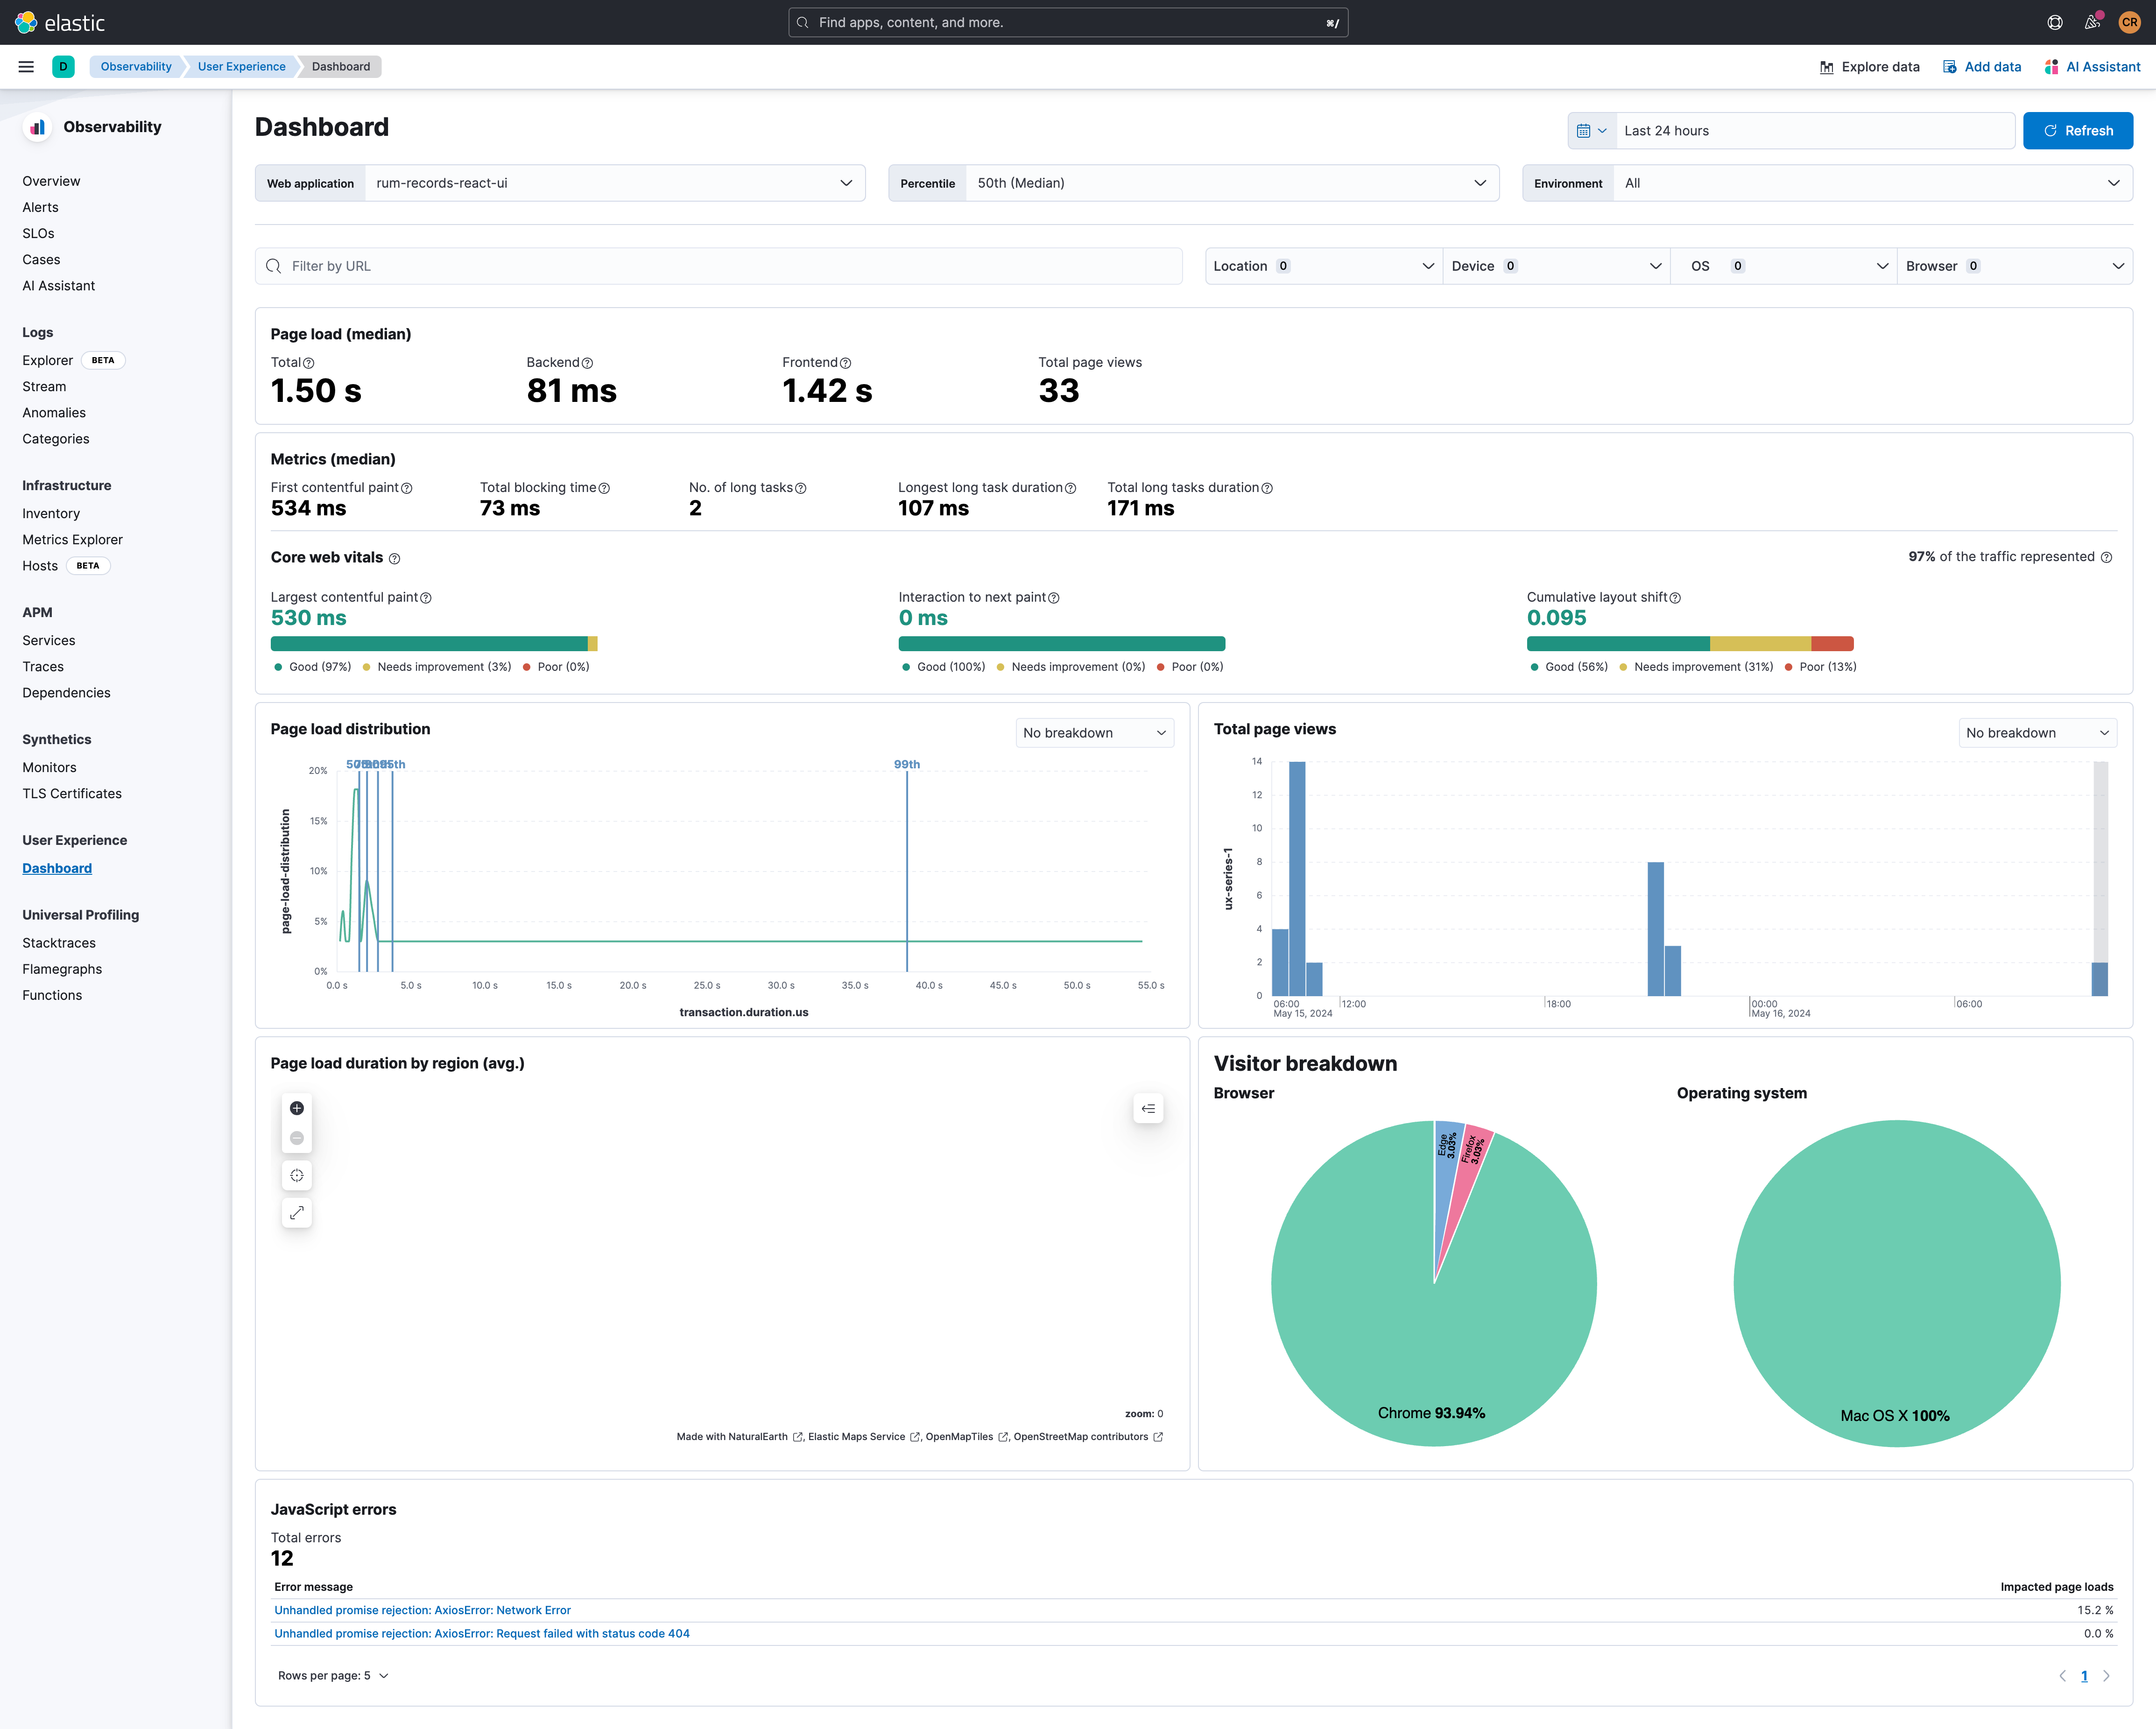 elastic
Find apps, content, and more.
⌘/
CR
D
Observability
User Experience
Dashboard
Explore data
Add data
AI Assistant
Observability
Overview
Alerts
SLOs
Cases
AI Assistant
Logs
Explorer BETA
Stream
Anomalies
Categories
Infrastructure
Inventory
Metrics Explorer
Hosts BETA
APM
Services
Traces
Dependencies
Synthetics
Monitors
TLS Certificates
User Experience
Dashboard
Universal Profiling
Stacktraces
Flamegraphs
Functions
Dashboard
Last 24 hours
Refresh
Web application rum-records-react-ui
Percentile 50th (Median)
Environment All
Filter by URL
Location 0
Device 0
OS 0
Browser 0
Page load (median)
Total
1.50 s
Backend
81 ms
Frontend
1.42 s
Total page views
33
Metrics (median)
First contentful paint
534 ms
Total blocking time
73 ms
No. of long tasks
2
Longest long task duration
107 ms
Total long tasks duration
171 ms
Core web vitals
97% of the traffic represented
Largest contentful paint
530 ms
Good (97%) Needs improvement (3%) Poor (0%)
Interaction to next paint
0 ms
Good (100%) Needs improvement (0%) Poor (0%)
Cumulative layout shift
0.095
Good (56%) Needs improvement (31%) Poor (13%)
Page load distribution
No breakdown
99th
20%
15%
10%
5%
0%
page-load-distribution
0.0 s 5.0 s 10.0 s 15.0 s 20.0 s 25.0 s 30.0 s 35.0 s 40.0 s 45.0 s 50.0 s 55.0 s
transaction.duration.us
Total page views
No breakdown
14
12
10
8
6
4
2
0
ux-series-1
06:00 12:00 18:00 00:00 06:00
May 15, 2024 May 16, 2024
Page load duration by region (avg.)
zoom: 0
Made with NaturalEarth , Elastic Maps Service , OpenMapTiles , OpenStreetMap contributors
Visitor breakdown
Browser
Edge
3.03%
Firefox
3.03%
Chrome 93.94%
Operating system
Mac OS X 100%
JavaScript errors
Total errors
12
Error message Impacted page loads
Unhandled promise rejection: AxiosError: Network Error 15.2 %
Unhandled promise rejection: AxiosError: Request failed with status code 404 0.0 %
Rows per page: 5
1